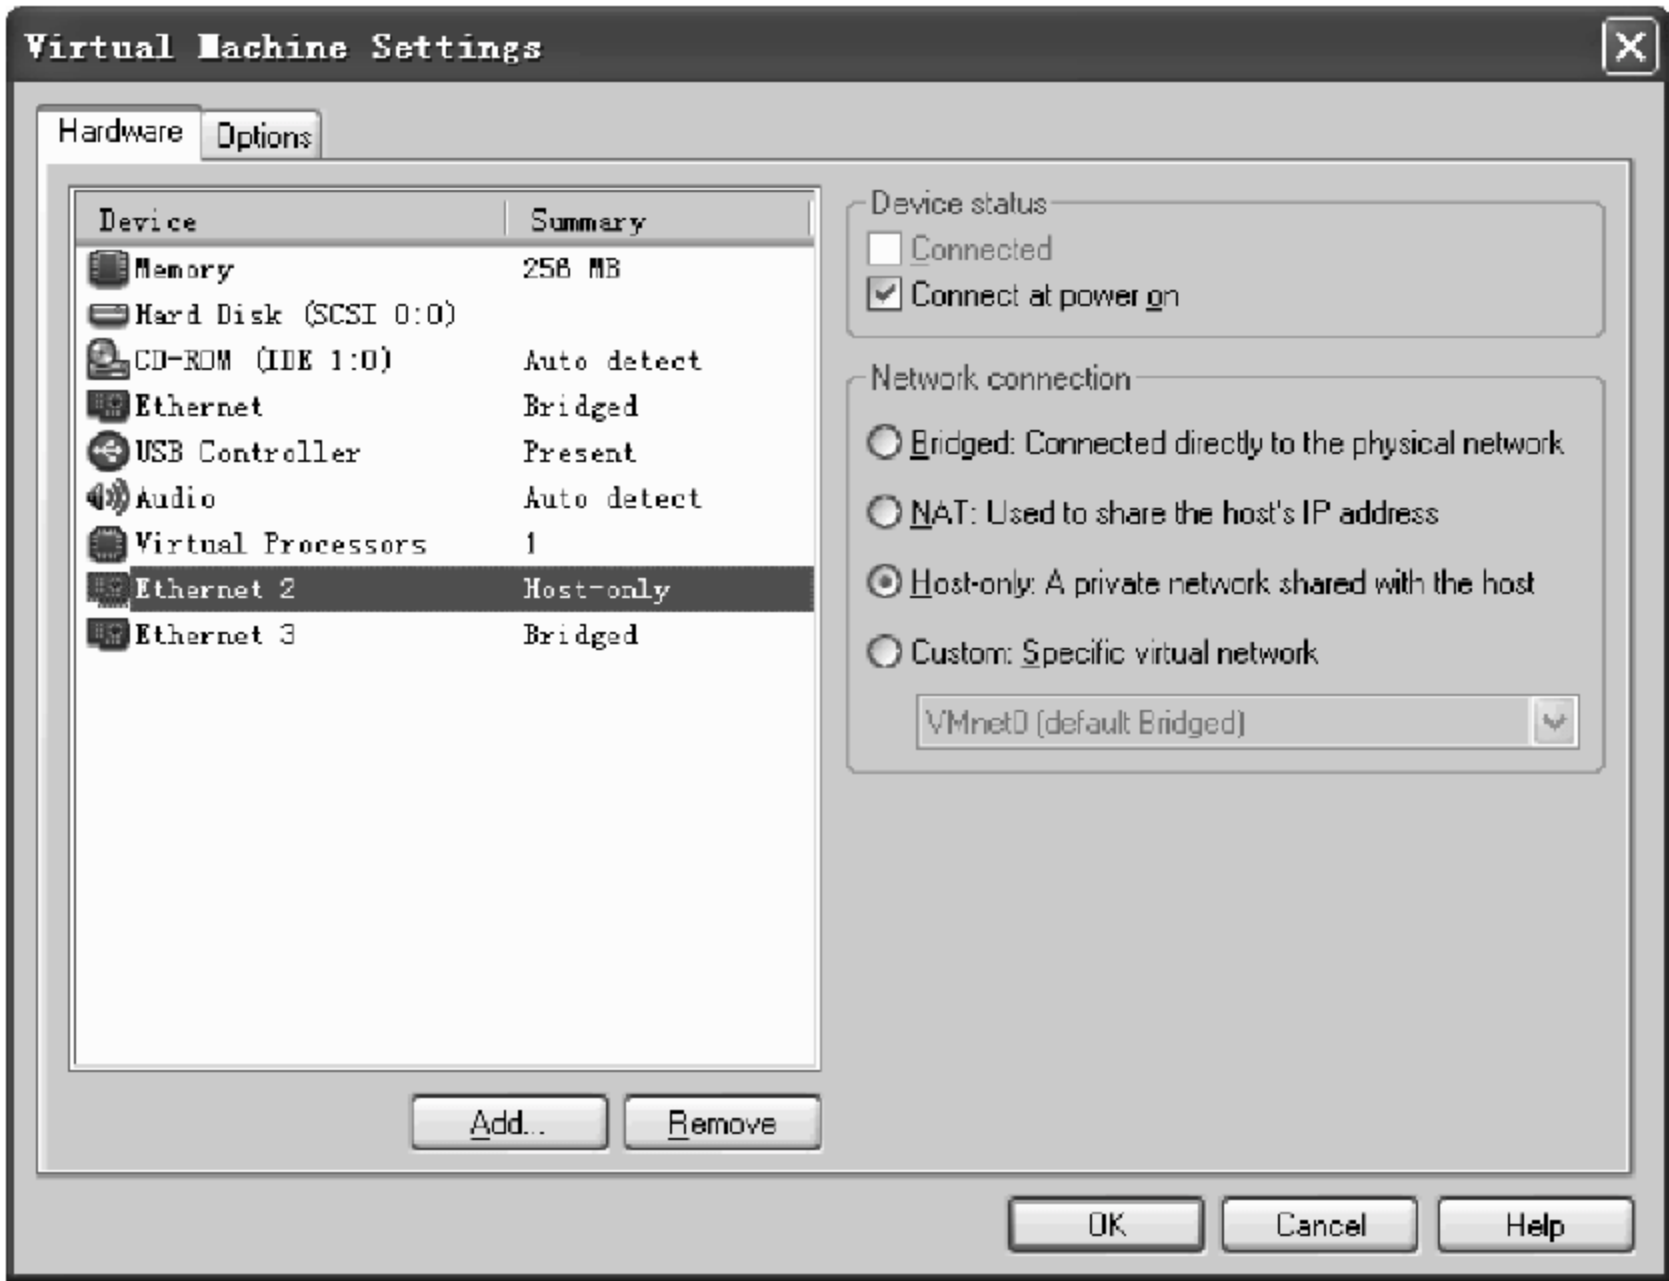 Virtual Machine Settings
Hardware Options
Device Summary
Memory 256 MB
Hard Disk (SCSI 0:0)
CD-ROM (IDE 1:0) Auto detect
Ethernet Bridged
USB Controller Present
Audio Auto detect
Virtual Processors 1
Ethernet 2 Host-only
Ethernet 3 Bridged
Add...
Remove
Device status
Connected
Connect at power on
Network connection
Bridged: Connected directly to the physical network
NAT: Used to share the host's IP address
Host-only: A private network shared with the host
Custom: Specific virtual network
VMnet0 (default Bridged)
OK Cancel Help